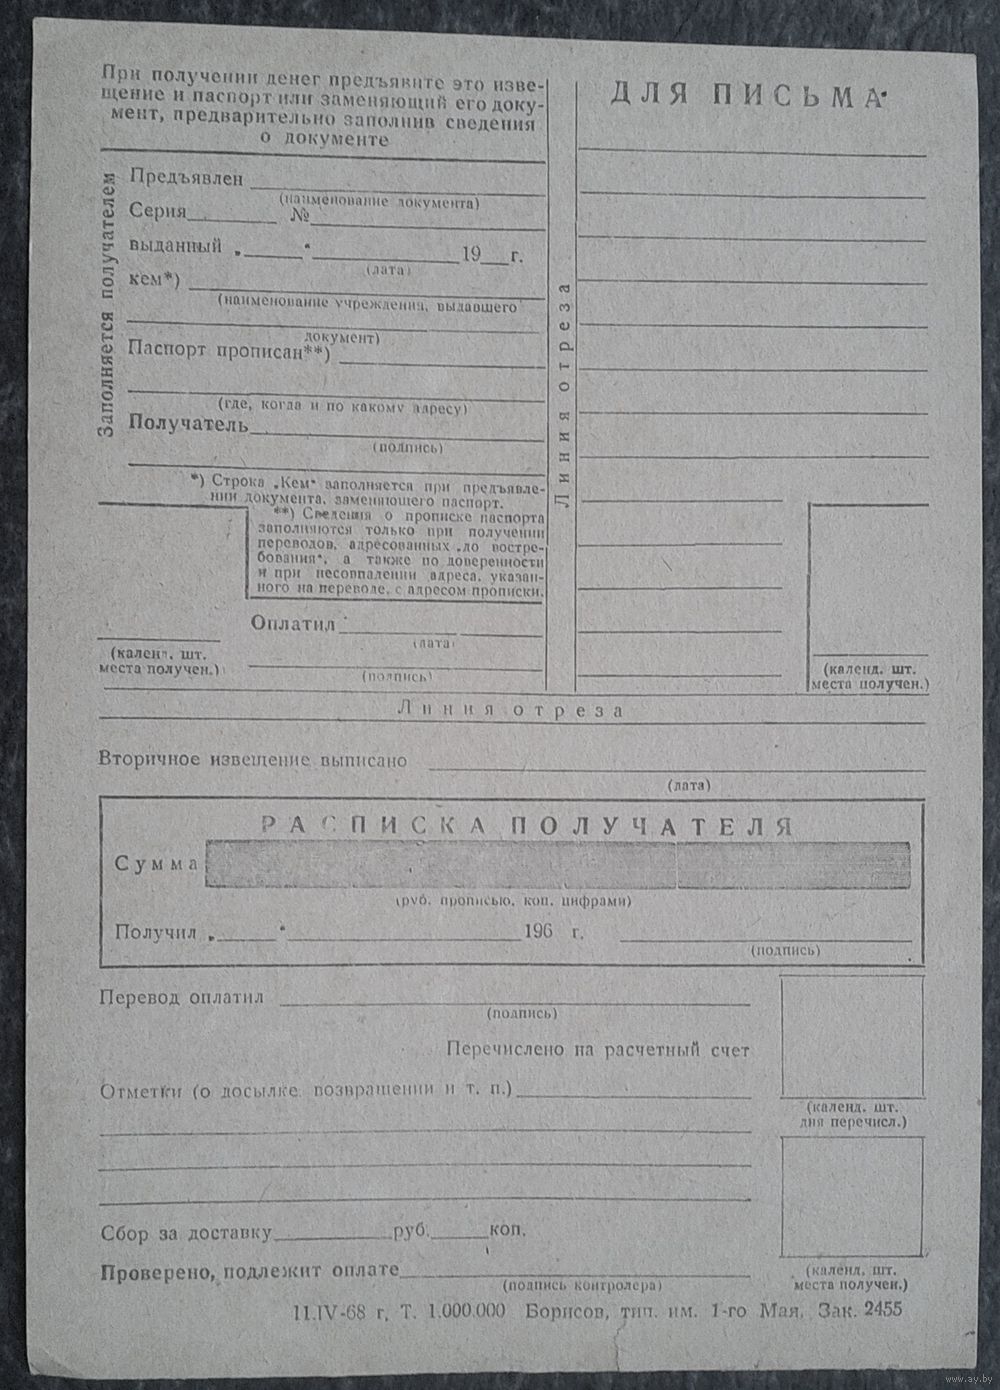 При получении денег предъявите это изве-
щение и паспорт или заменяющий его доку-
мент, предварительно заполнив сведения
о документе
Заполняется получателем
Предъявлен
(наименование документа)
Серия № 
выданный „ “ 19 г.
(дата)
кем*)
(наименование учреждения, выдавшего
документ)
Паспорт прописан**)
(где, когда и по какому адресу)
Получатель
(подпись)
*) Строка „Кем“ заполняется при предъявле-
нии документа, заменяющего паспорт.
**) Сведения о прописке паспорта
заполняются только при получении
переводов, адресованных „до востре-
бования“, а также по доверенности
и при несовпадении адреса, указан-
ного на переводе, с адресом прописки.
Оплатил
(дата)
(подпись)
(календ. шт.
места получен.)
Линия отреза
ДЛЯ ПИСЬМА
(календ. шт.
места получен.)
Линия отреза
Вторичное извещение выписано
(дата)
РАСПИСКА ПОЛУЧАТЕЛЯ
Сумма
(руб. прописью, коп. цифрами)
Получил „ “ 196 г.
(подпись)
Перевод оплатил
(подпись)
Перечислено на расчетный счет
Отметки (о досылке, возвращении и т. п.)
(календ. шт.
дня перечисл.)
Сбор за доставку руб. коп.
Проверено, подлежит оплате
(подпись контролера)
(календ. шт.
места получен.)
11.IV-68 г. Т. 1.000.000 Борисов, тип. им. 1-го Мая, Зак. 2455
www.ay.by